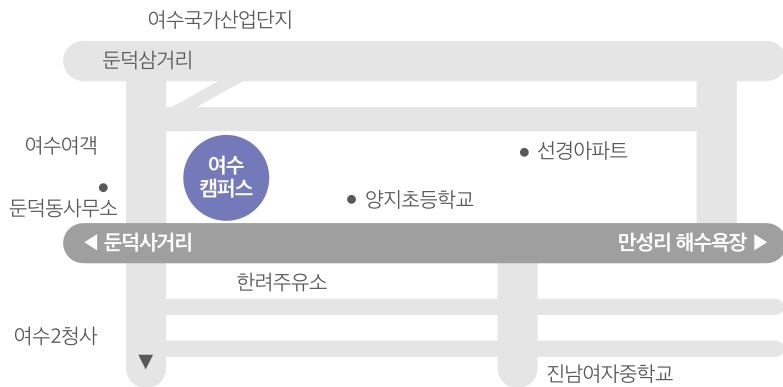 여수국가산업단지
둔덕삼거리
여수여객
여수
캠퍼스
선경아파트
양지초등학교
둔덕동사무소
◀ 둔덕사거리
만성리 해수욕장 ▶
한려주유소
여수2청사
▼
진남여자중학교